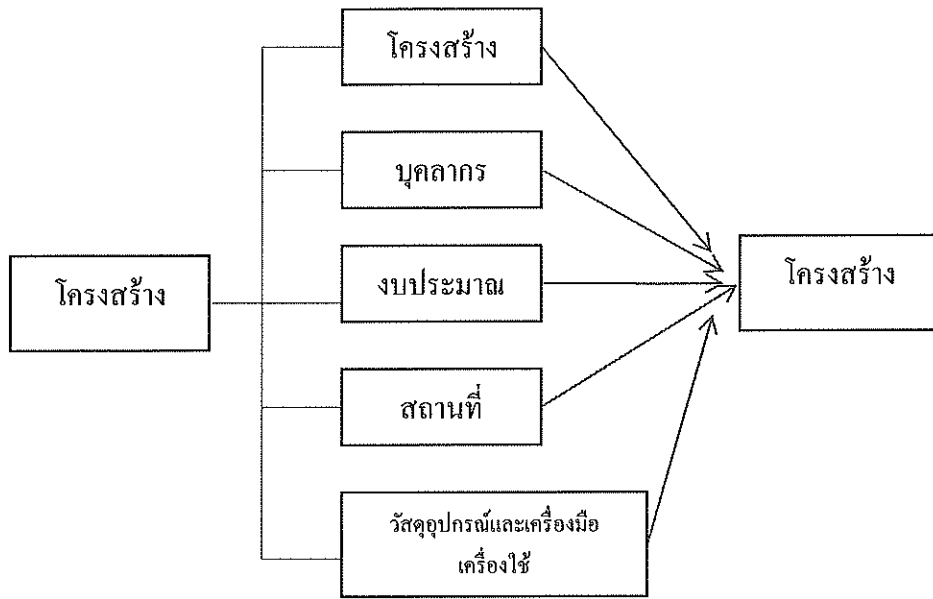 โครงสร้าง
โครงสร้าง
บุคลากร
งบประมาณ
สถานที่
วัสดุอุปกรณ์และเครื่องมือ
เครื่องใช้
โครงสร้าง